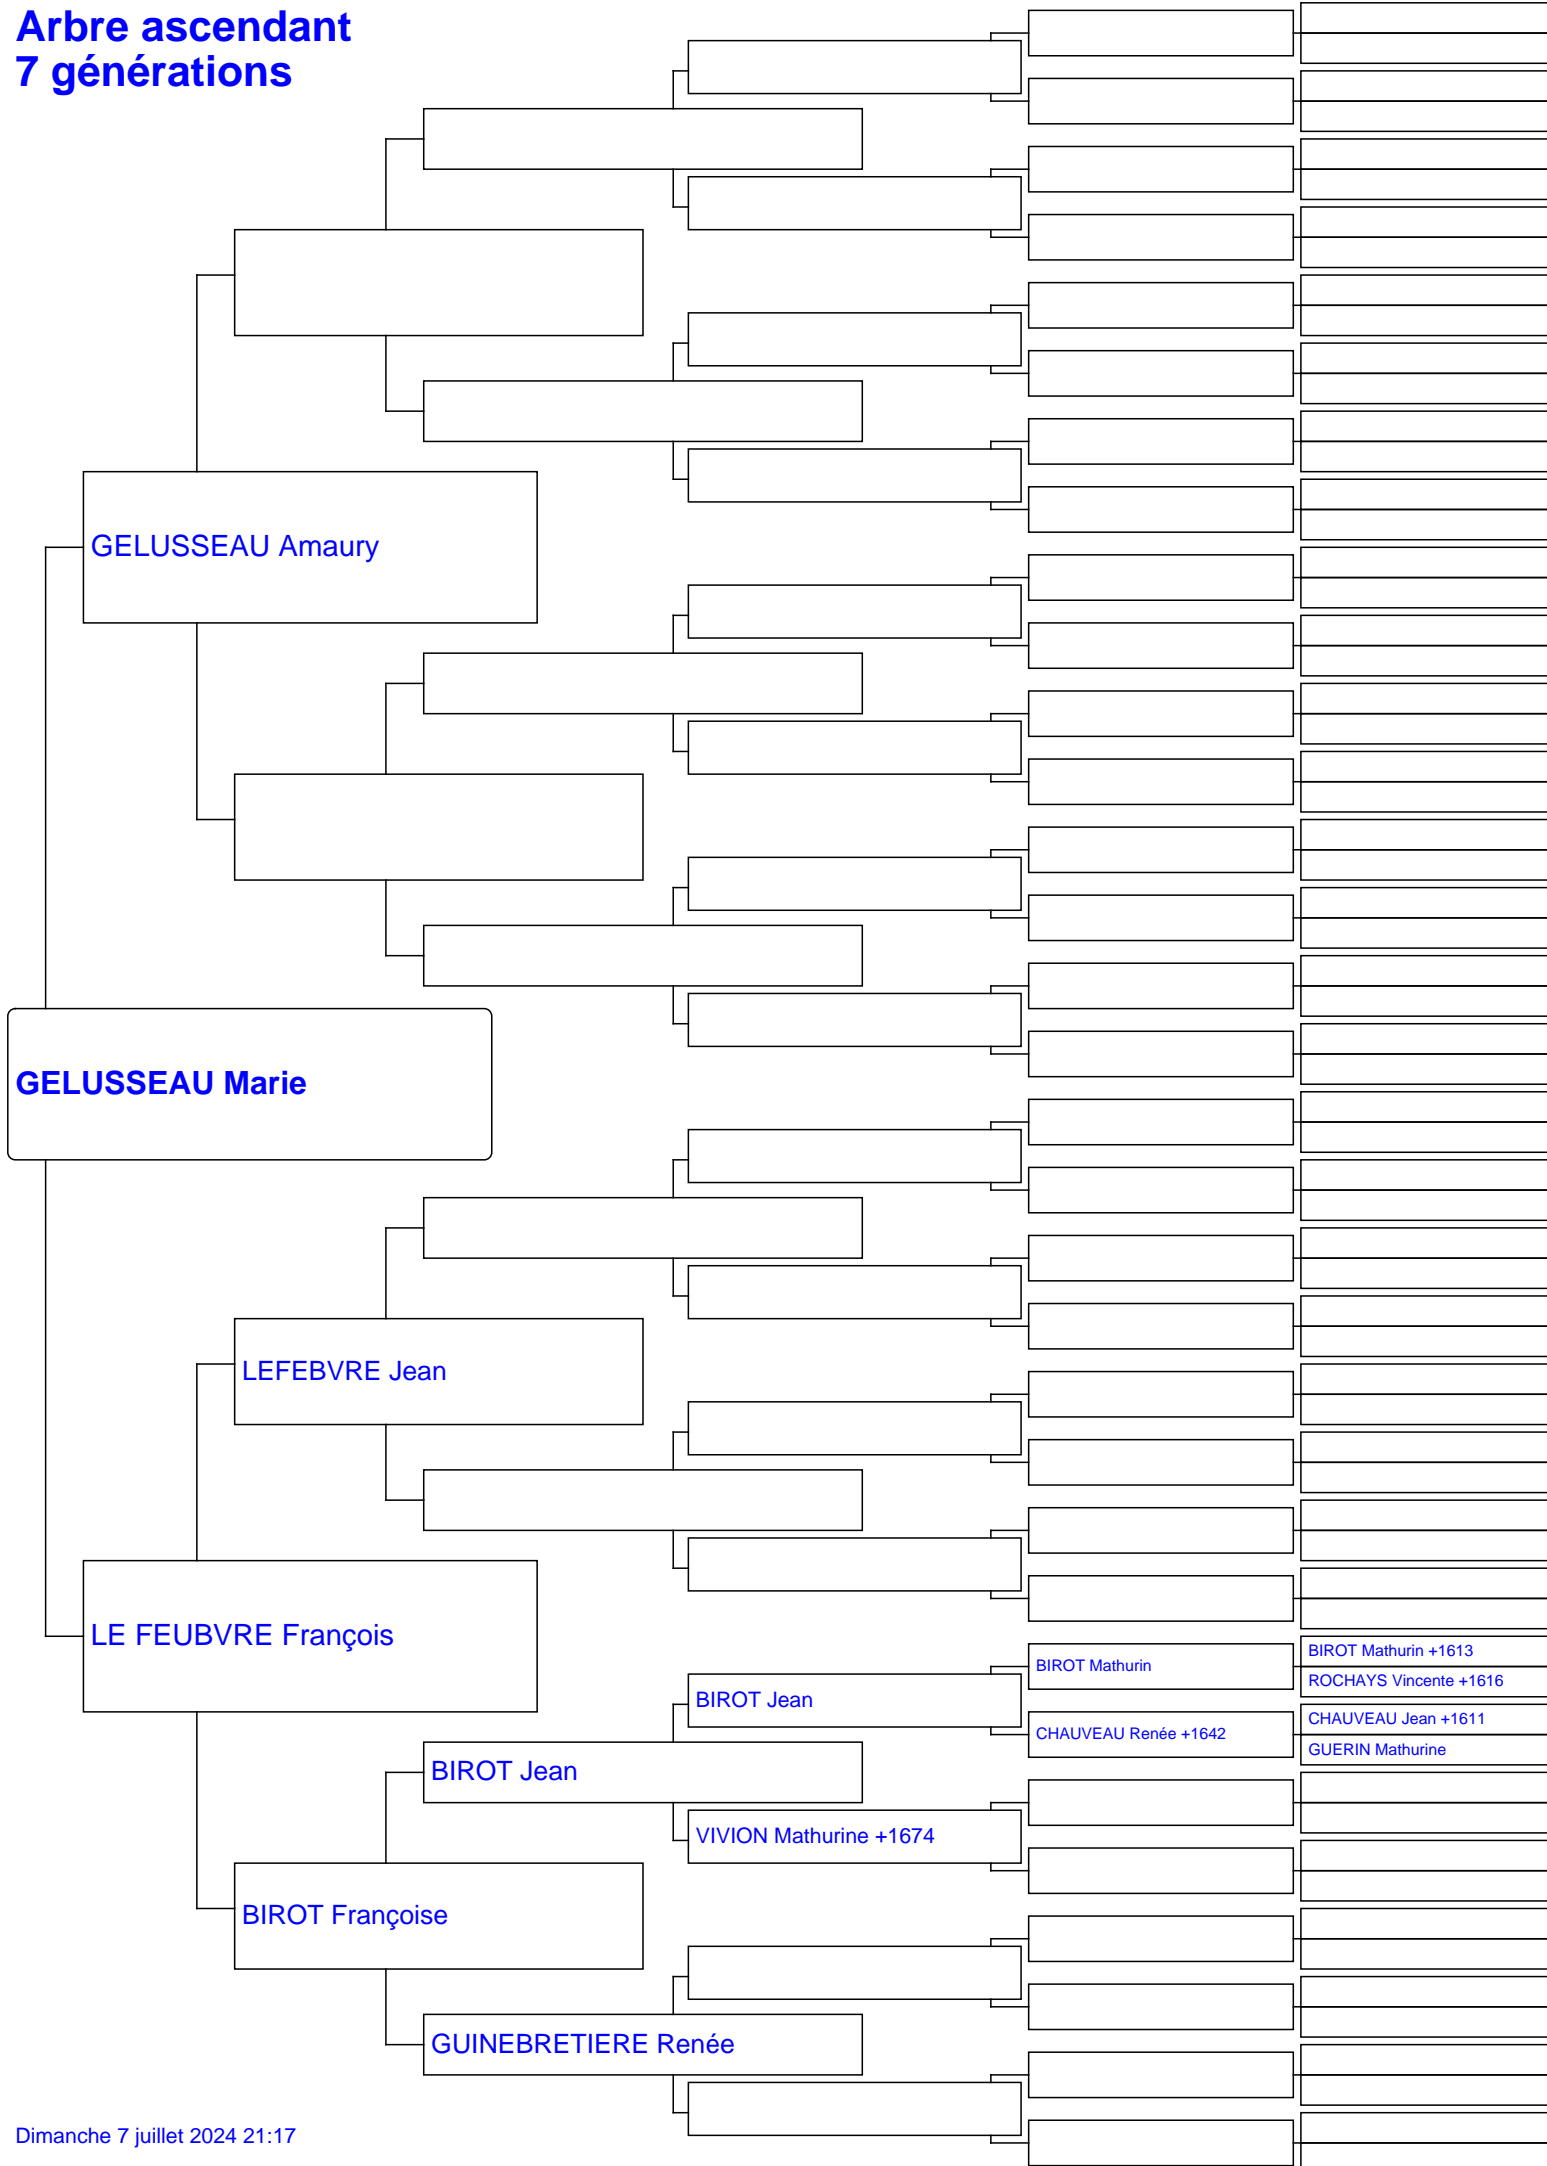 Arbre ascendant
7 générations
GELUSSEAU Amaury
GELUSSEAU Marie
LEFEBVRE Jean
LE FEUBVRE François
BIROT Mathurin
BIROT Mathurin +1613
ROCHAYS Vincente +1616
BIROT Jean
CHAUVEAU Renée +1642
CHAUVEAU Jean +1611
GUERIN Mathurine
BIROT Jean
VIVION Mathurine +1674
BIROT Françoise
GUINEBRETIERE Renée
Dimanche 7 juillet 2024 21:17